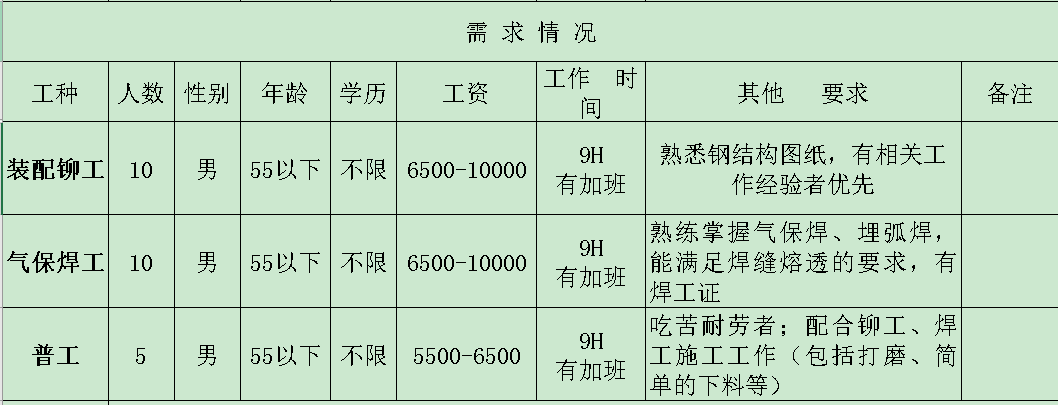 需 求 情 况
工种 人数 性别 年龄 学历 工资 工作 时间 其他 要求 备注
装配铆工 10 男 55以下 不限 6500-10000 9H
有加班 熟悉钢结构图纸，有相关工
作经验者优先
气保焊工 10 男 55以下 不限 6500-10000 9H
有加班 熟练掌握气保焊、埋弧焊，
能满足焊缝熔透的要求，有
焊工证
普工 5 男 55以下 不限 5500-6500 9H
有加班 吃苦耐劳者；配合铆工、焊
工施工工作（包括打磨、简
单的下料等）